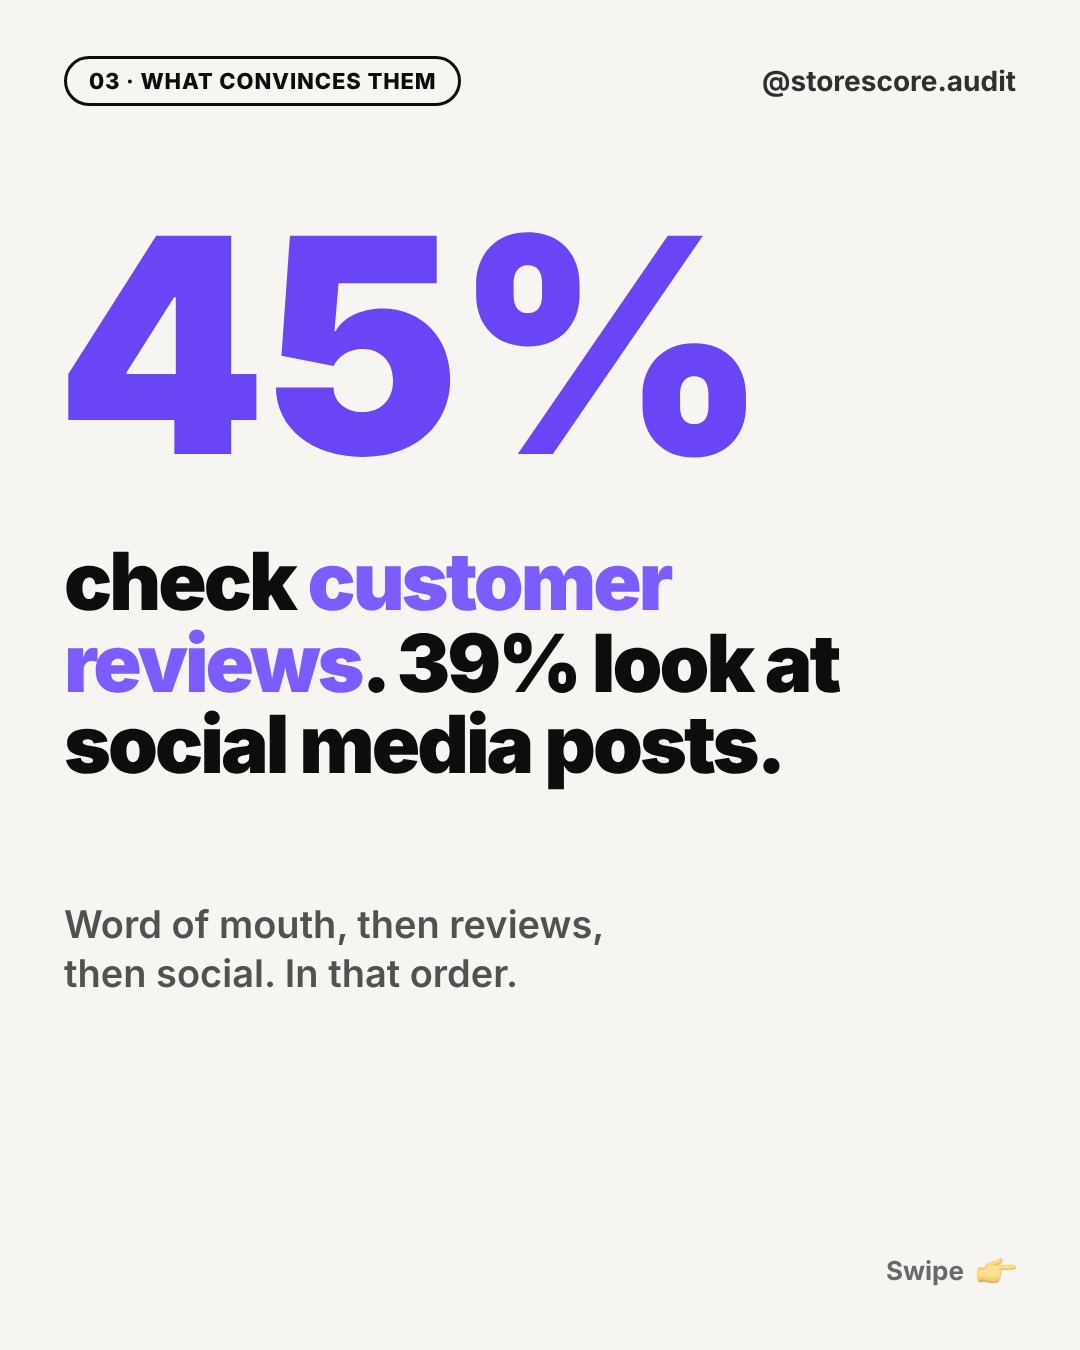 03 · WHAT CONVINCES THEM
@storescore.audit
45%
check customer
reviews. 39% look at
social media posts.
Word of mouth, then reviews,
then social. In that order.
Swipe 👉